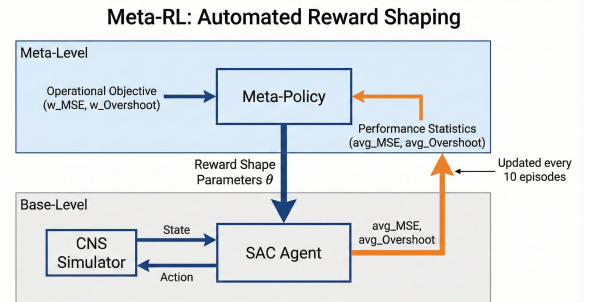 Meta-RL: Automated Reward Shaping
Meta-Level
Operational Objective
(w_MSE, w_Overshoot)
Meta-Policy
Performance Statistics
(avg_MSE, avg_Overshoot)
Reward Shape
Parameters θ
Updated every
10 episodes
Base-Level
CNS
Simulator
State
Action
SAC Agent
avg_MSE,
avg_Overshoot